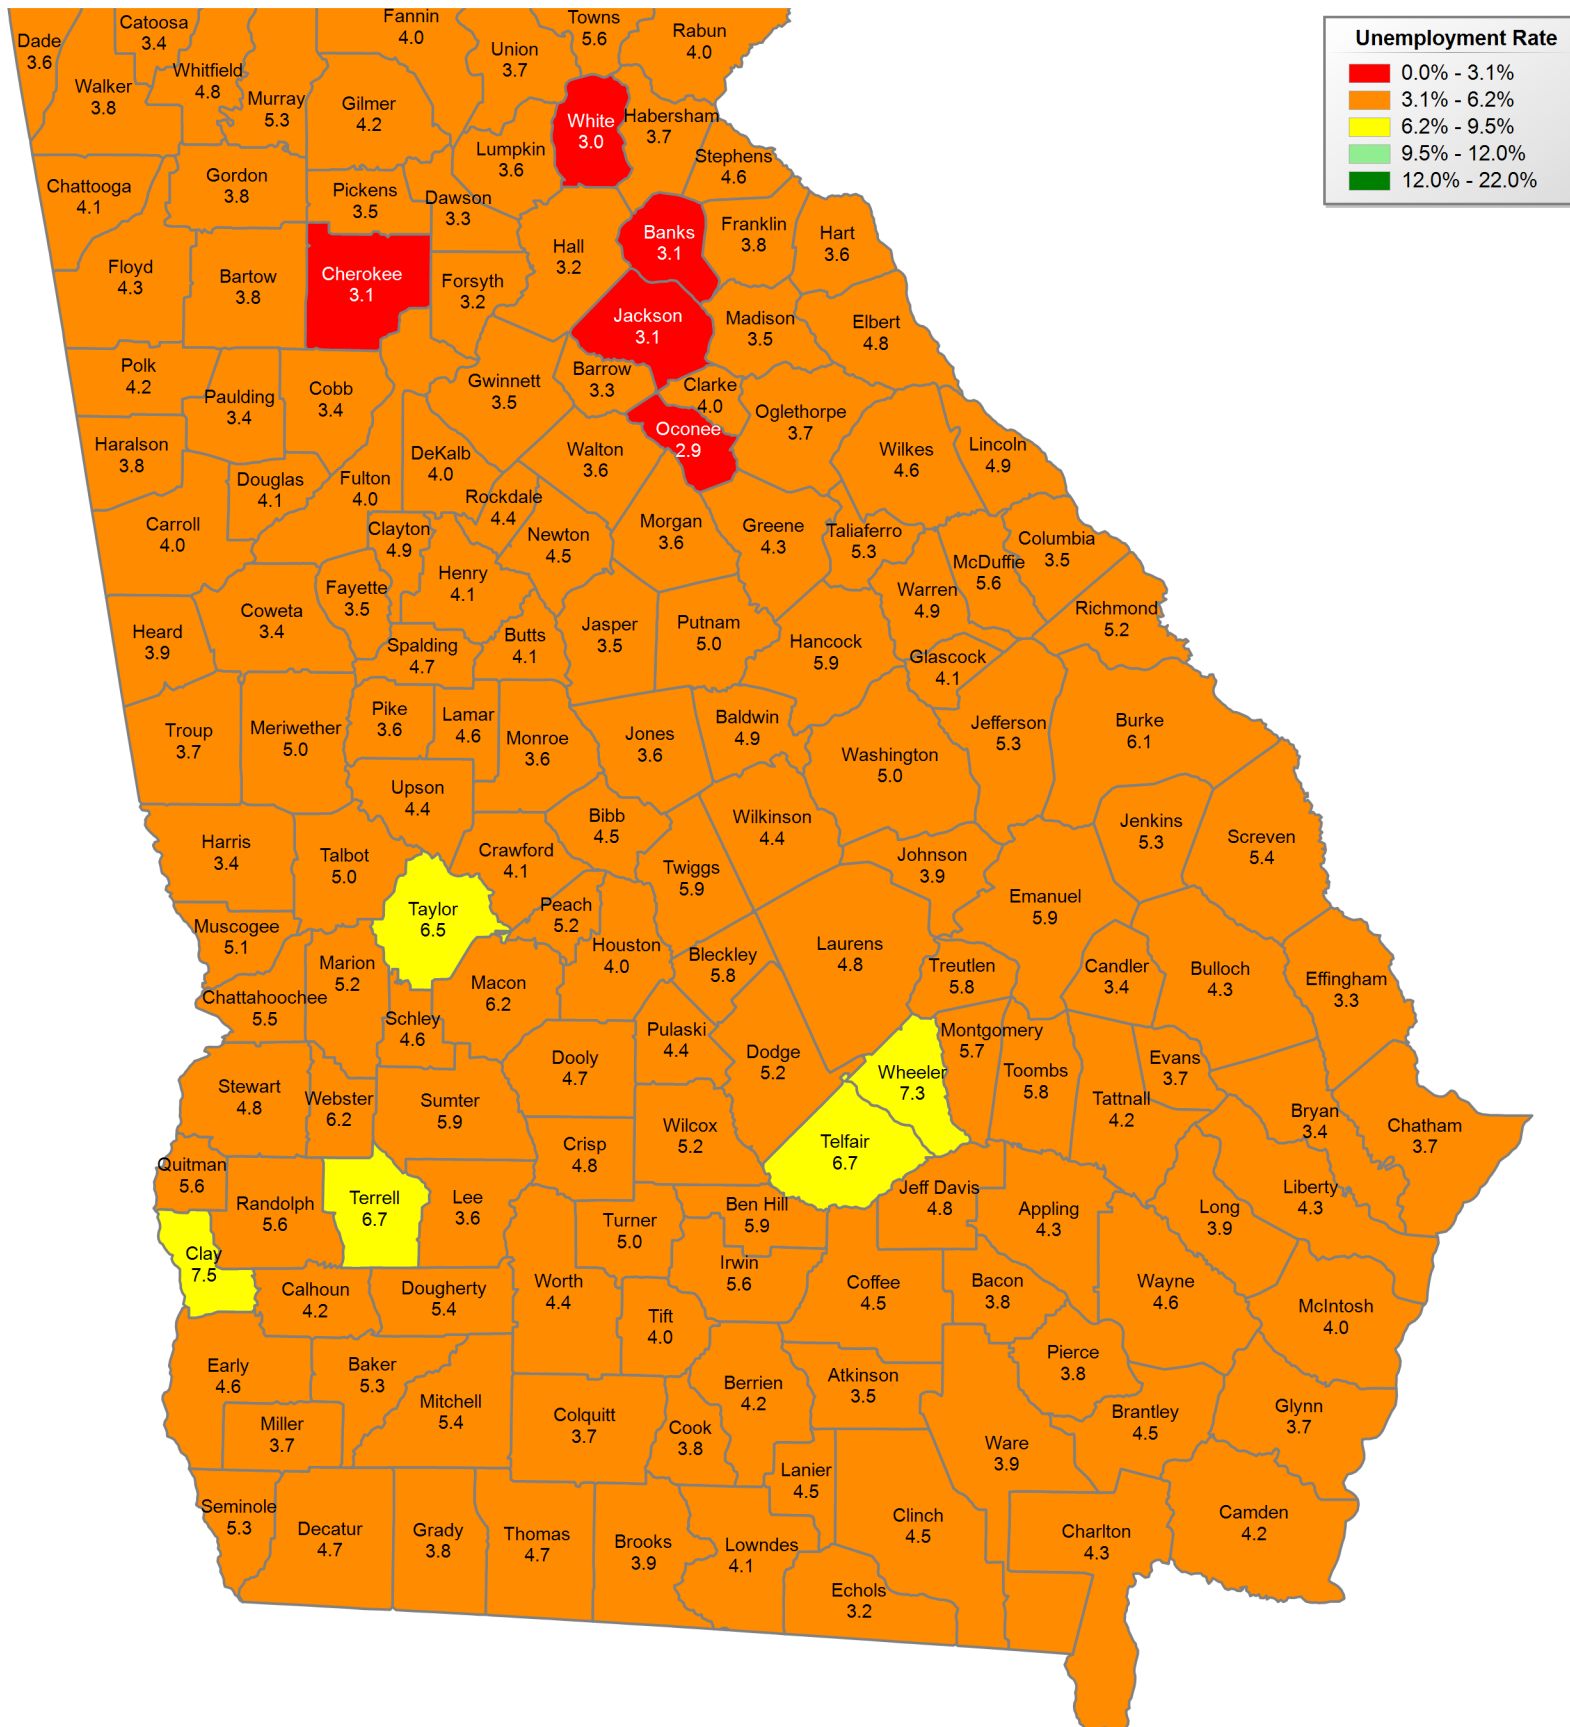 Unemployment Rate
0.0% - 3.1%
3.1% - 6.2%
6.2% - 9.5%
9.5% - 12.0%
12.0% - 22.0%
Dade
3.6
Catoosa
3.4
Fannin
4.0
Towns
5.6
Rabun
4.0
Union
3.7
Walker
3.8
Whitfield
4.8
Murray
5.3
Gilmer
4.2
White
3.0
Habersham
3.7
Lumpkin
3.6
Stephens
4.6
Chattooga
4.1
Gordon
3.8
Pickens
3.5
Dawson
3.3
Hall
3.2
Banks
3.1
Franklin
3.8
Hart
3.6
Floyd
4.3
Bartow
3.8
Cherokee
3.1
Forsyth
3.2
Jackson
3.1
Madison
3.5
Elbert
4.8
Polk
4.2
Paulding
3.4
Cobb
3.4
Gwinnett
3.5
Barrow
3.3
Clarke
4.0
Oglethorpe
3.7
Haralson
3.8
Douglas
4.1
Fulton
4.0
DeKalb
4.0
Rockdale
4.4
Walton
3.6
Oconee
2.9
Wilkes
4.6
Lincoln
4.9
Carroll
4.0
Clayton
4.9
Newton
4.5
Morgan
3.6
Greene
4.3
Taliaferro
5.3
McDuffie
5.6
Columbia
3.5
Fayette
3.5
Henry
4.1
Warren
4.9
Richmond
5.2
Heard
3.9
Coweta
3.4
Spalding
4.7
Butts
4.1
Jasper
3.5
Putnam
5.0
Hancock
5.9
Glascock
4.1
Troup
3.7
Meriwether
5.0
Pike
3.6
Lamar
4.6
Monroe
3.6
Jones
3.6
Baldwin
4.9
Washington
5.0
Jefferson
5.3
Burke
6.1
Upson
4.4
Bibb
4.5
Wilkinson
4.4
Jenkins
5.3
Screven
5.4
Harris
3.4
Talbot
5.0
Crawford
4.1
Twiggs
5.9
Johnson
3.9
Emanuel
5.9
Taylor
6.5
Peach
5.2
Muscogee
5.1
Marion
5.2
Macon
6.2
Houston
4.0
Bleckley
5.8
Laurens
4.8
Treutlen
5.8
Candler
3.4
Bulloch
4.3
Effingham
3.3
Chattahoochee
5.5
Schley
4.6
Dooly
4.7
Pulaski
4.4
Dodge
5.2
Wheeler
7.3
Montgomery
5.7
Toombs
5.8
Evans
3.7
Tattnall
4.2
Stewart
4.8
Webster
6.2
Sumter
5.9
Crisp
4.8
Wilcox
5.2
Telfair
6.7
Bryan
3.4
Chatham
3.7
Quitman
5.6
Randolph
5.6
Terrell
6.7
Lee
3.6
Turner
5.0
Ben Hill
5.9
Jeff Davis
4.8
Appling
4.3
Long
3.9
Liberty
4.3
Clay
7.5
Calhoun
4.2
Dougherty
5.4
Worth
4.4
Irwin
5.6
Coffee
4.5
Bacon
3.8
Wayne
4.6
McIntosh
4.0
Tift
4.0
Early
4.6
Baker
5.3
Mitchell
5.4
Berrien
4.2
Atkinson
3.5
Pierce
3.8
Glynn
3.7
Miller
3.7
Colquitt
3.7
Cook
3.8
Brantley
4.5
Ware
3.9
Lanier
4.5
Seminole
5.3
Decatur
4.7
Grady
3.8
Thomas
4.7
Brooks
3.9
Lowndes
4.1
Clinch
4.5
Charlton
4.3
Camden
4.2
Echols
3.2